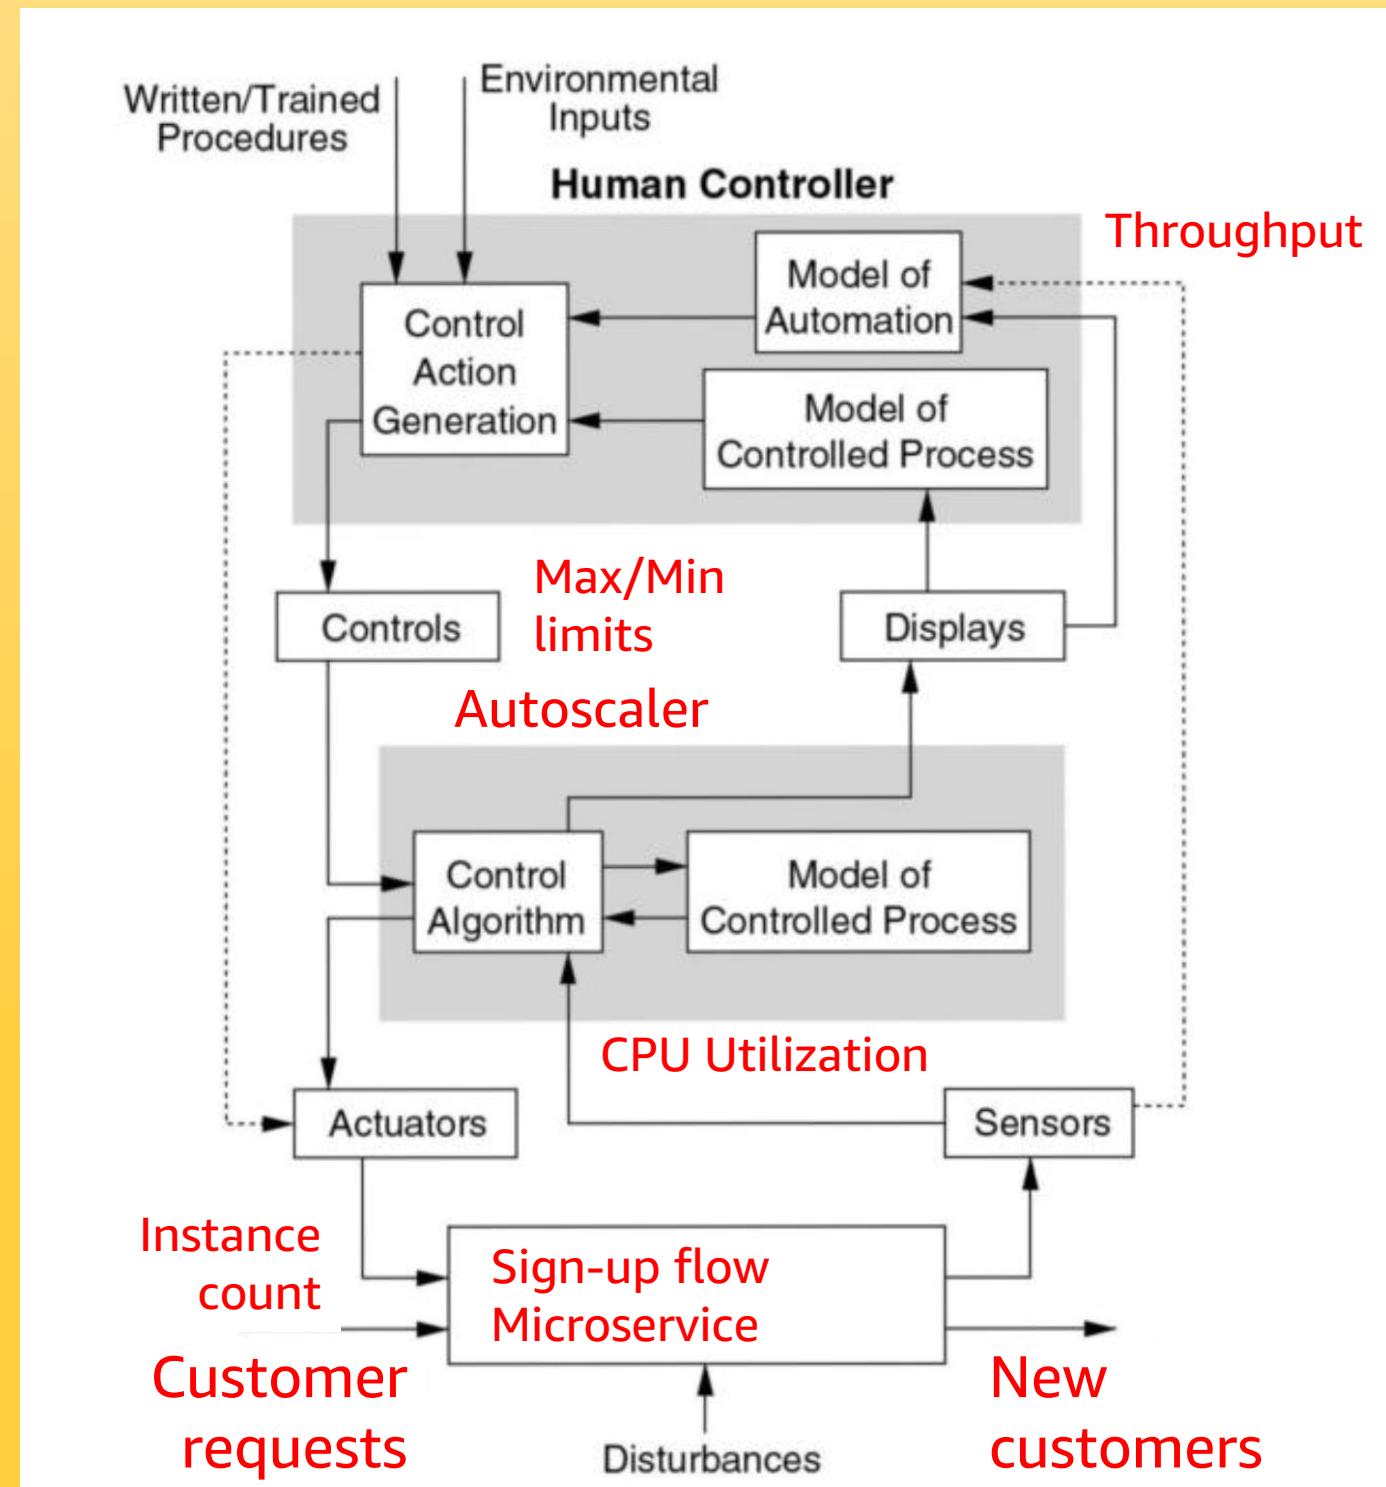 Written/Trained
Procedures
Environmental
Inputs
Human Controller
Throughput
Model of
Automation
Control
Action
Generation
Model of
Controlled Process
Max/Min
limits
Controls
Displays
Autoscaler
Control
Algorithm
Model of
Controlled Process
CPU Utilization
Actuators
Sensors
Instance
count
Sign-up flow
Microservice
Customer
requests
New
customers
Disturbances